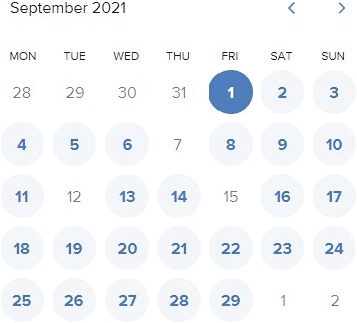 September 2021
MON TUE WED THU FRI SAT SUN
28 29 30 31 1 2 3
4 5 6 7 8 9 10
11 12 13 14 15 16 17
18 19 20 21 22 23 24
25 26 27 28 29 1 2